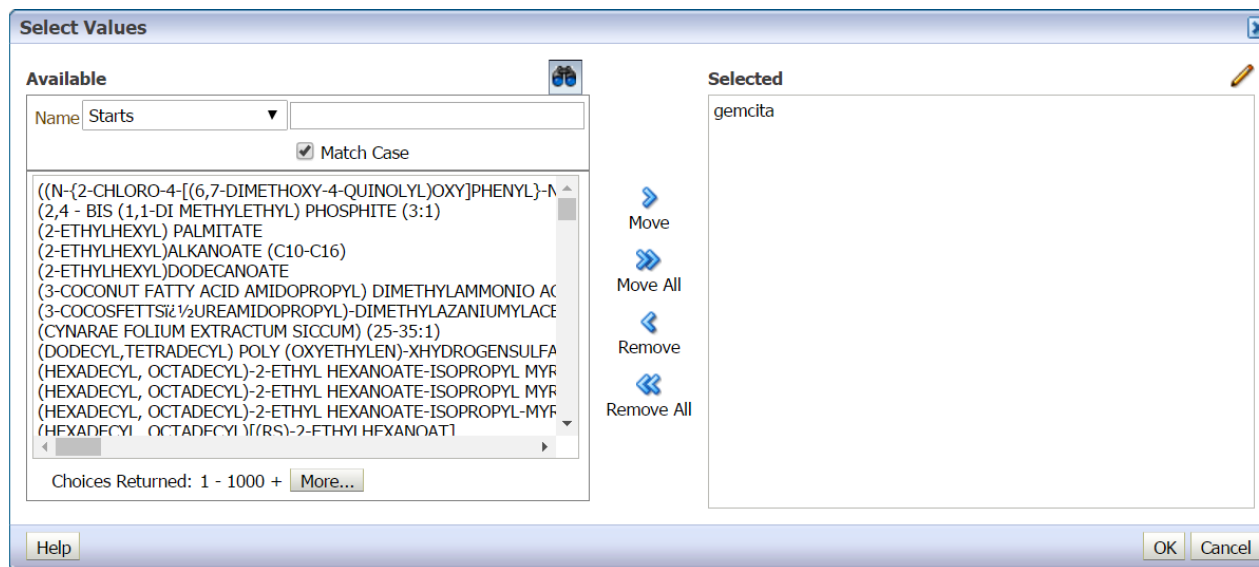 Select Values
Available
Name Starts
Match Case
((N-{2-CHLORO-4-[(6,7-DIMETHOXY-4-QUINOLYL)OXY]PHENYL}-N
(2,4 - BIS (1,1-DI METHYLETHYL) PHOSPHITE (3:1)
(2-ETHYLHEXYL) PALMITATE
(2-ETHYLHEXYL)ALKANOATE (C10-C16)
(2-ETHYLHEXYL)DODECANOATE
(3-COCONUT FATTY ACID AMIDOPROPYL) DIMETHYLAMMONIO AC
(3-COCOSFETTSï¿½UREAMIDOPROPYL)-DIMETHYLAZANIUMYLACE
(CYNARAE FOLIUM EXTRACTUM SICCUM) (25-35:1)
(DODECYL,TETRADECYL) POLY (OXYETHYLEN)-XHYDROGENSULFA
(HEXADECYL, OCTADECYL)-2-ETHYL HEXANOATE-ISOPROPYL MYR
(HEXADECYL, OCTADECYL)-2-ETHYL HEXANOATE-ISOPROPYL MYR
(HEXADECYL, OCTADECYL)-2-ETHYL HEXANOATE-ISOPROPYL-MYR
(HEXADECYL, OCTADECYL)[(RS)-2-ETHYLHEXANOAT]
Choices Returned: 1 - 1000 + More...
Move
Move All
Remove
Remove All
Selected
gemcita
Help
OK Cancel